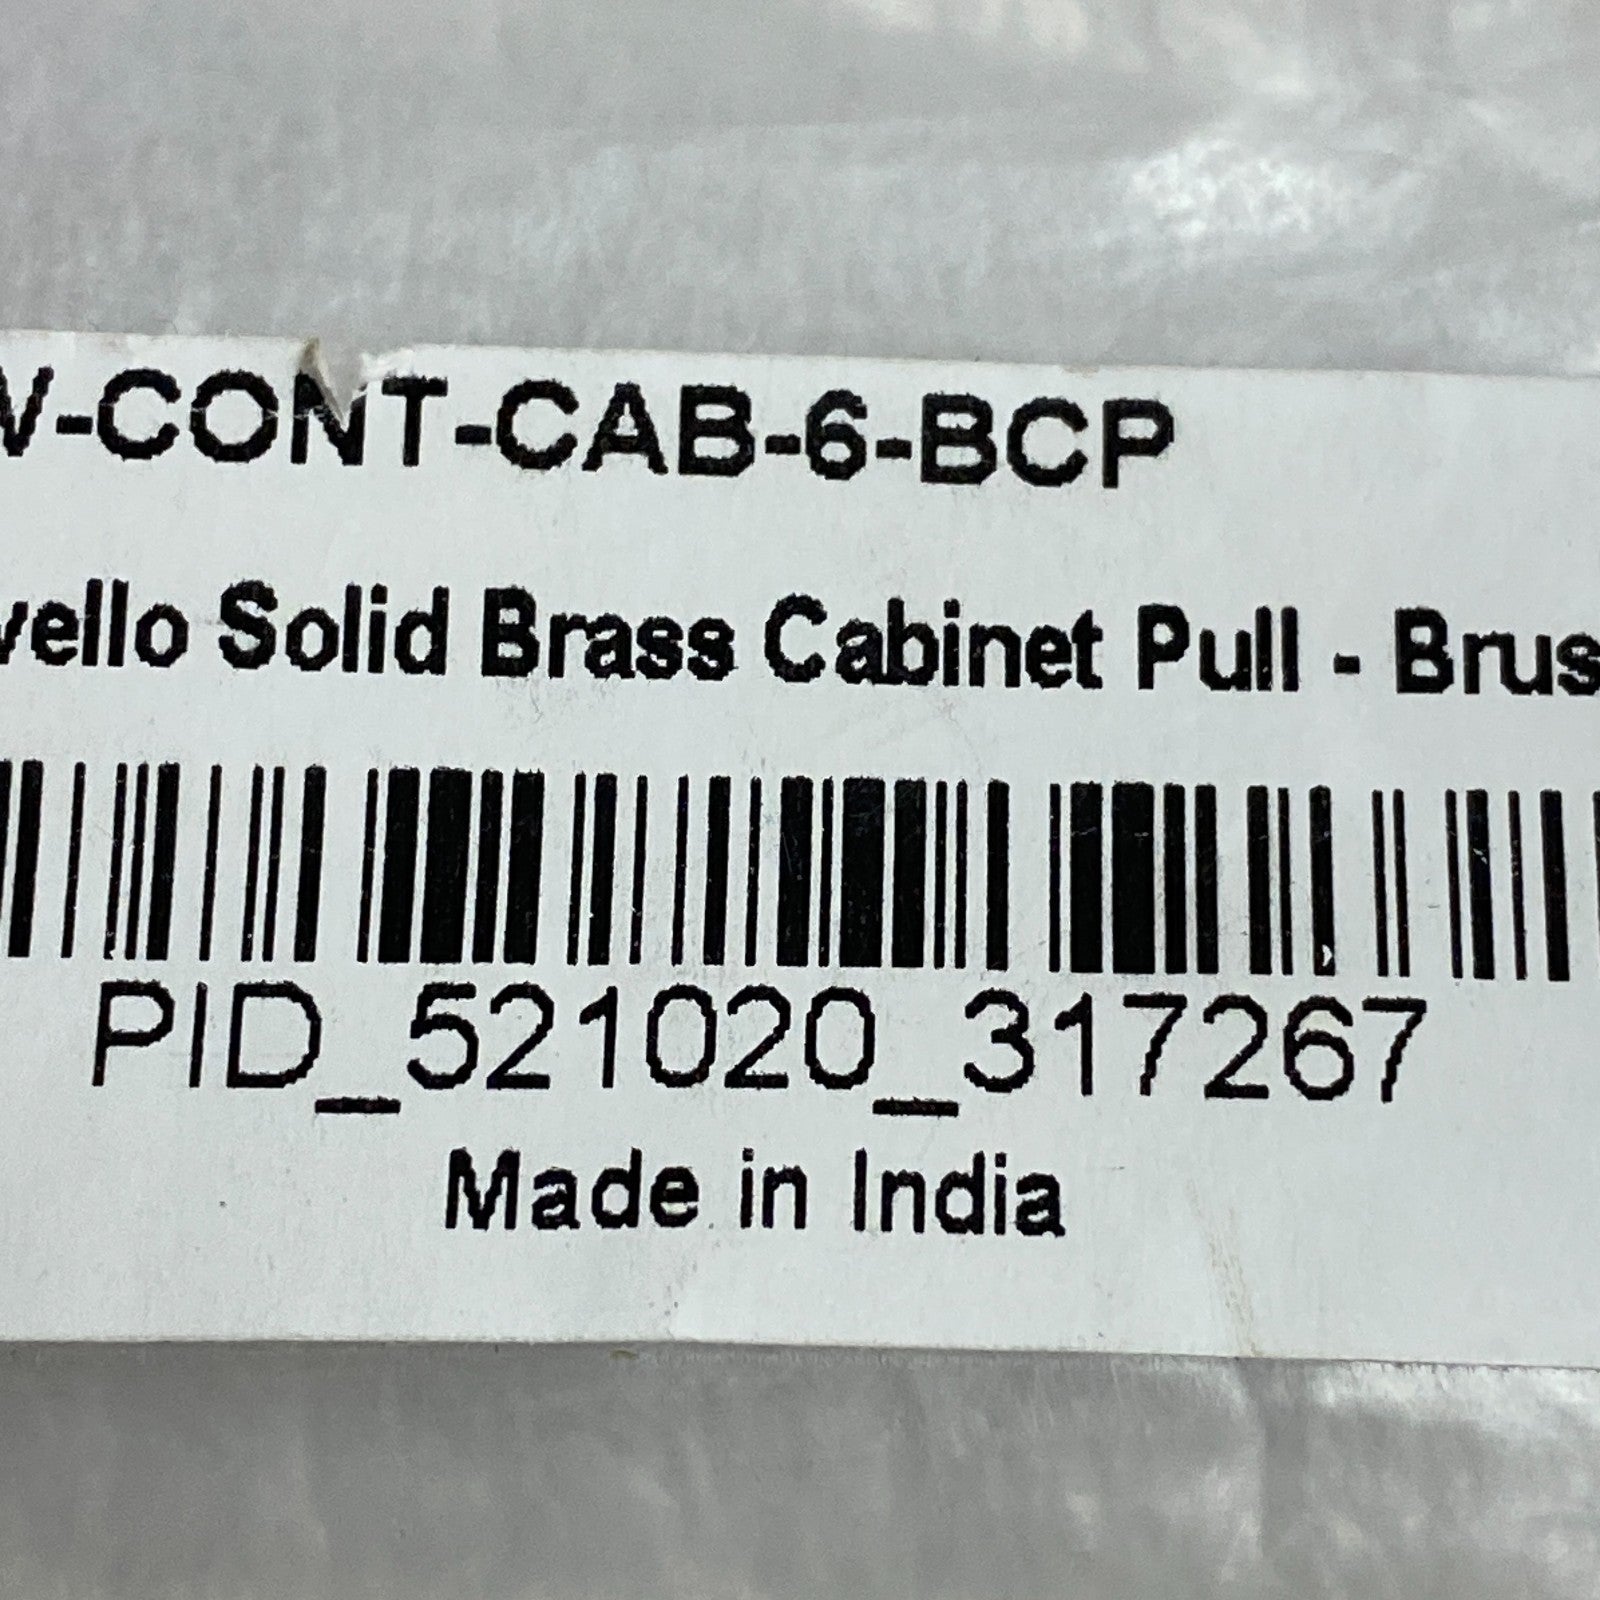 W-CONT-CAB-6-BCP
vello Solid Brass Cabinet Pull - Brus
PID_521020_317267
Made in India